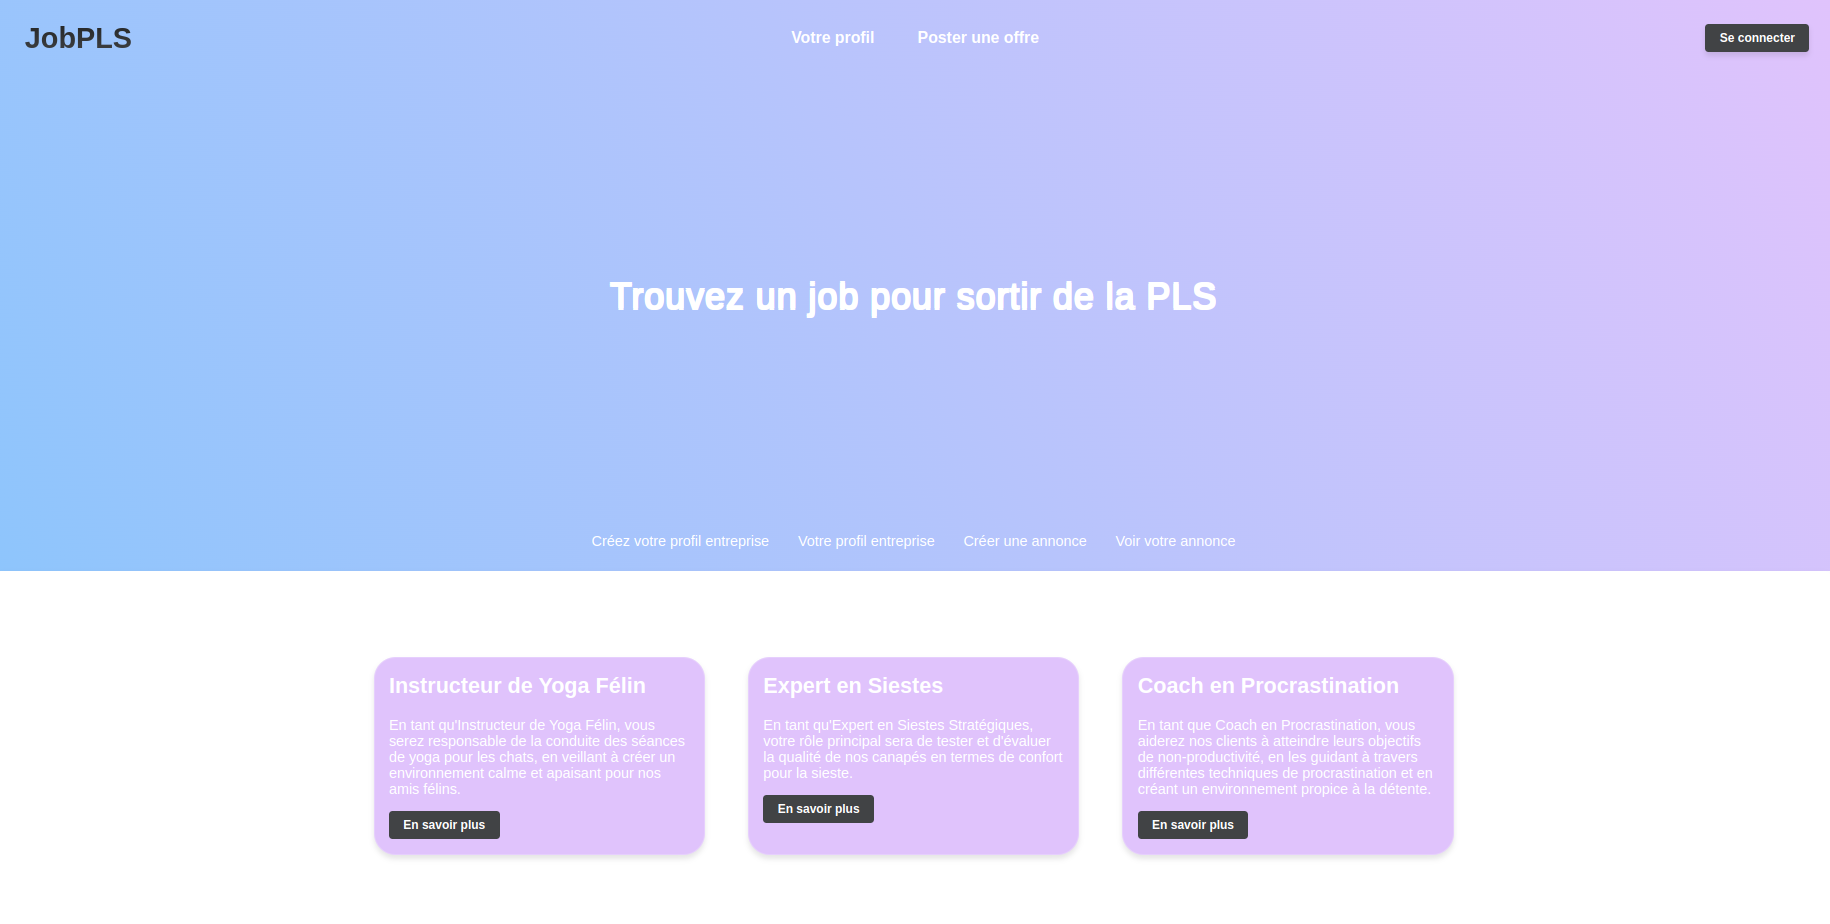 JobPLS
Votre profil
Poster une offre
Se connecter
Trouvez un job pour sortir de la PLS
Créez votre profil entreprise
Votre profil entreprise
Créer une annonce
Voir votre annonce
Instructeur de Yoga Félin
En tant qu'Instructeur de Yoga Félin, vous
serez responsable de la conduite des séances
de yoga pour les chats, en veillant à créer un
environnement calme et apaisant pour nos
amis félins.
En savoir plus
Expert en Siestes
En tant qu'Expert en Siestes Stratégiques,
votre rôle principal sera de tester et d'évaluer
la qualité de nos canapés en termes de confort
pour la sieste.
En savoir plus
Coach en Procrastination
En tant que Coach en Procrastination, vous
aiderez nos clients à atteindre leurs objectifs
de non-productivité, en les guidant à travers
différentes techniques de procrastination et en
créant un environnement propice à la détente.
En savoir plus